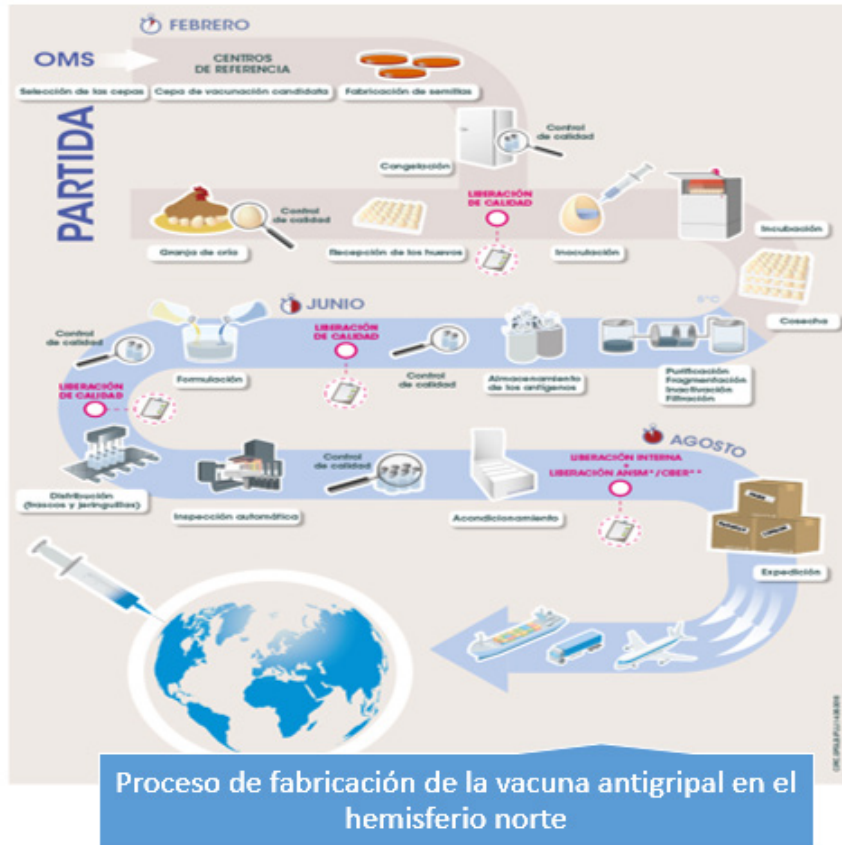 FEBRERO
OMS
CENTROS
DE REFERENCIA
Selección de las cepas
Cepa de vacunación candidata
Fabricación de semillas
PARTIDA
Control
de calidad
Congelación
LIBERACIÓN
DE CALIDAD
Control
de calidad
Granja de cría
Recepción de los huevos
Inoculación
Incubación
5°C
Cosecha
JUNIO
Control
de calidad
LIBERACIÓN
DE CALIDAD
Formulación
Control
de calidad
Almacenamiento
de los antígenos
Purificación
Fragmentación
Inactivación
Filtración
LIBERACIÓN
DE CALIDAD
AGOSTO
Control
de calidad
LIBERACIÓN INTERNA
+
LIBERACIÓN ANSM*/CBER**
Distribución
(frascos y jeringuillas)
Inspección automática
Acondicionamiento
Expedición
Proceso de fabricación de la vacuna antigripal en el
hemisferio norte